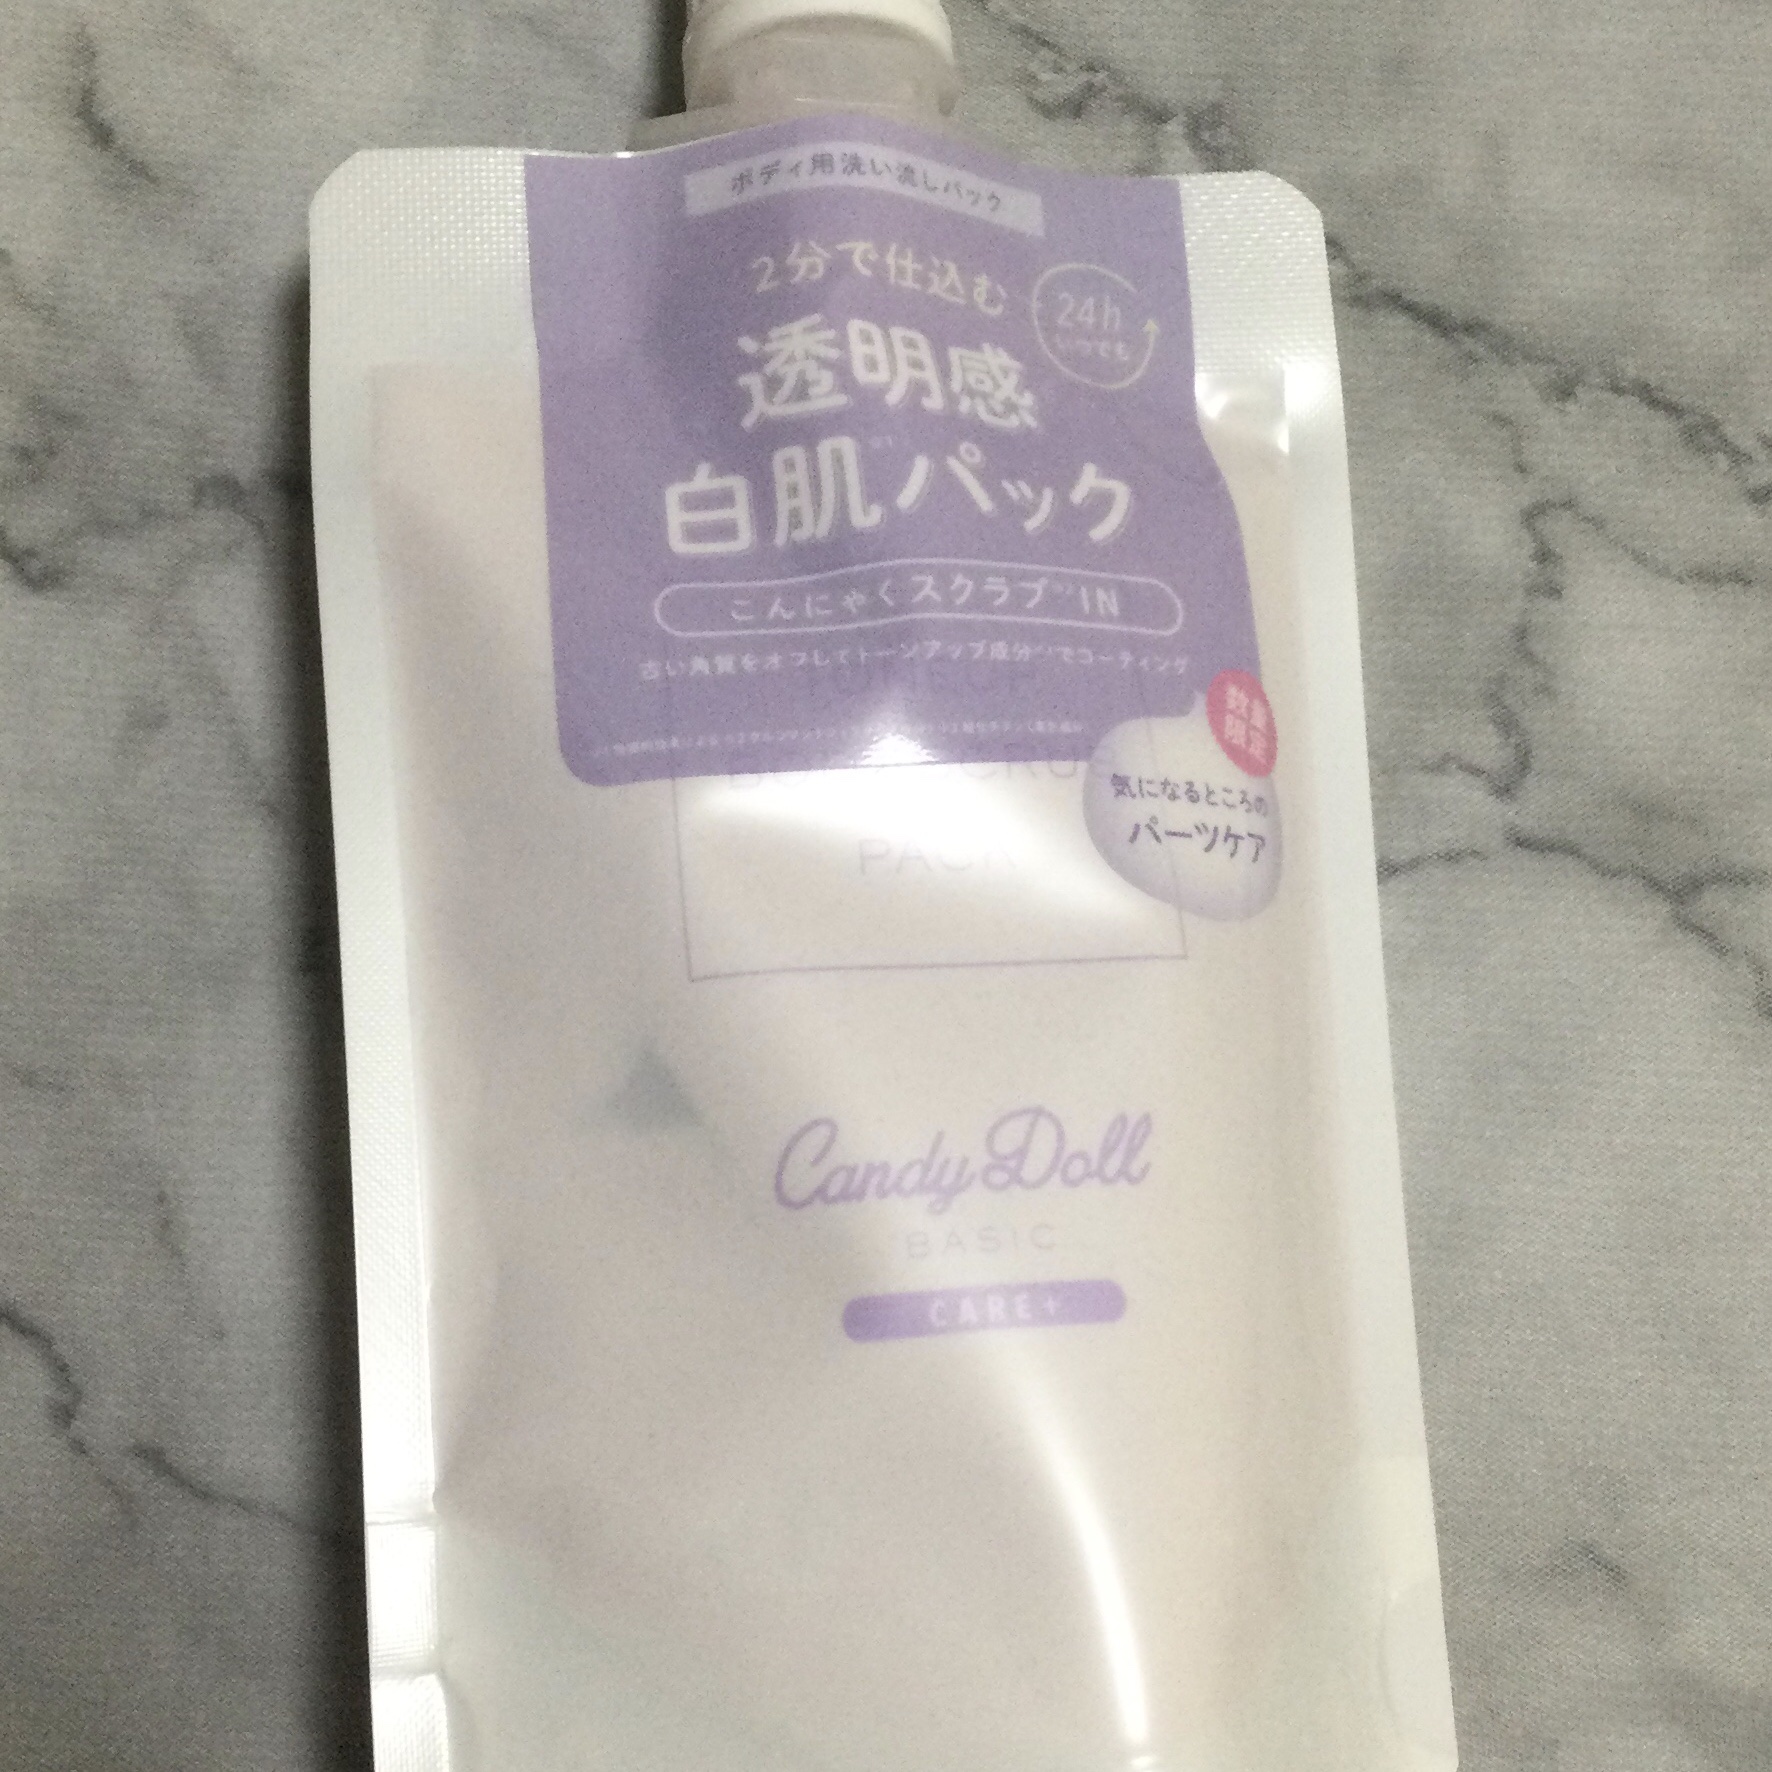 ボディ用洗い流しパック
2分で仕込む
24h
いつでも
透明感
白肌パック
こんにゃくスクラブ IN
古い角質をオフしてトーンアップ成分でコーティング
数量
限定
気になるところの
パーツケア
PACK
Candy Doll
BASIC
CARE+